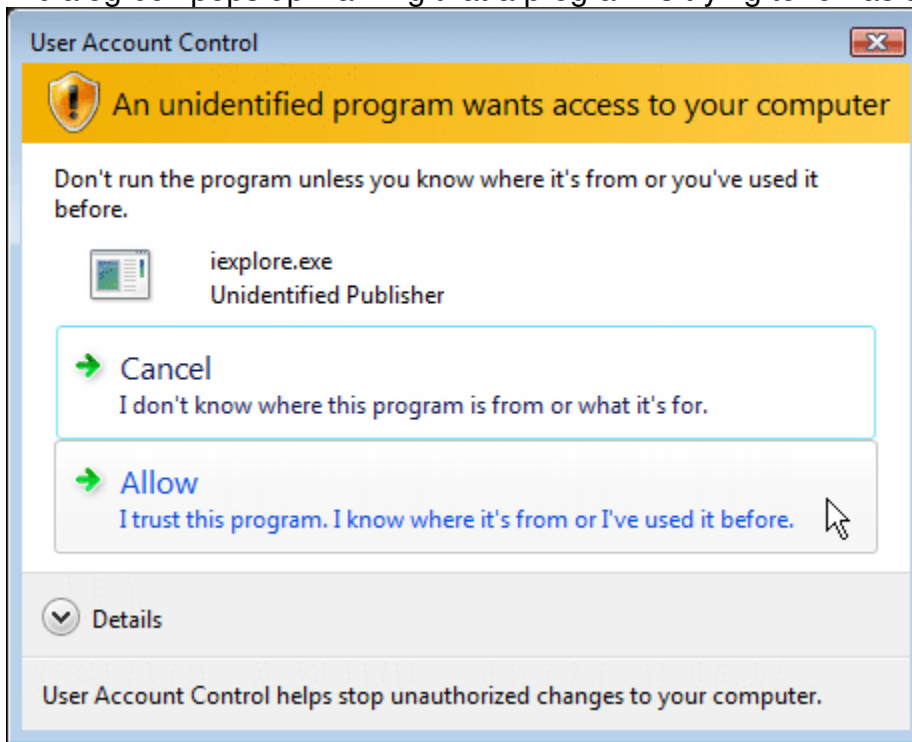 User Account Control
An unidentified program wants access to your computer
Don't run the program unless you know where it's from or you've used it
before.
iexplore.exe
Unidentified Publisher
Cancel
I don't know where this program is from or what it's for.
Allow
I trust this program. I know where it's from or I've used it before.
Details
User Account Control helps stop unauthorized changes to your computer.